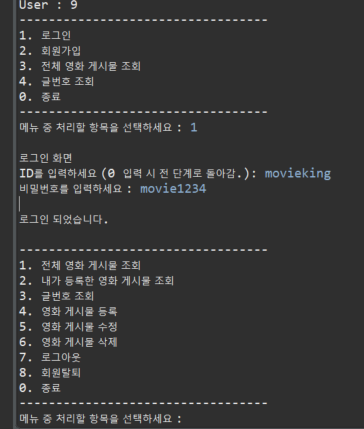 User : 9
----------------------------------
1. 로그인
2. 회원가입
3. 전체 영화 게시물 조회
4. 글번호 조회
0. 종료
----------------------------------
메뉴 중 처리할 항목을 선택하세요 : 1
로그인 화면
ID를 입력하세요 (0 입력 시 전 단계로 돌아감.): movieking
비밀번호를 입력하세요 : movie1234
로그인 되었습니다.
----------------------------------
1. 전체 영화 게시물 조회
2. 내가 등록한 영화 게시물 조회
3. 글번호 조회
4. 영화 게시물 등록
5. 영화 게시물 수정
6. 영화 게시물 삭제
7. 로그아웃
8. 회원탈퇴
0. 종료
----------------------------------
메뉴 중 처리할 항목을 선택하세요 :